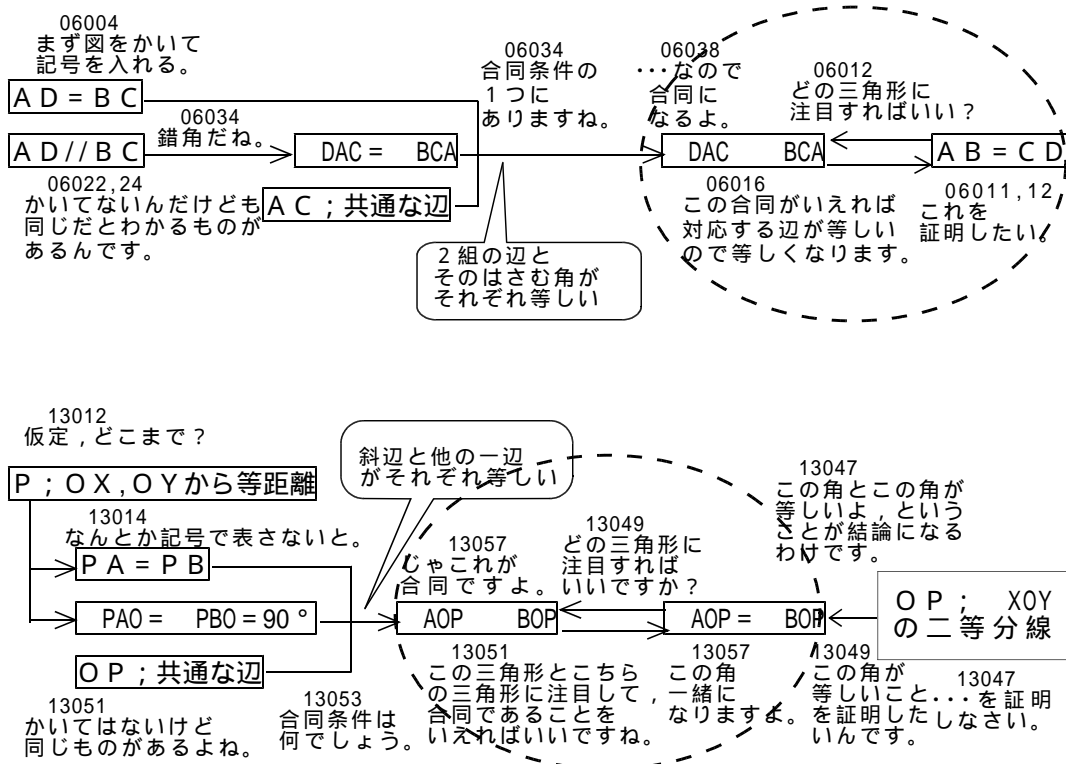 06004
まず図をかいて
記号を入れる。
ＡＤ＝ＢＣ
06034
錯角だね。
ＡＤ//ＢＣ
DAC＝　BCA
06022,24
かいてないんだけども
同じだとわかるものが
あるんです。
ＡＣ；共通な辺
06034
合同条件の
１つに
ありますね。
２組の辺と
そのはさむ角が
それぞれ等しい
06038
･･･なので
合同に
なるよ。
06012
どの三角形に
注目すればいい？
DAC　BCA
ＡＢ＝ＣＤ
06016
この合同がいえれば
対応する辺が等しい
ので等しくなります。
06011,12
これを
証明したい。
13012
仮定，どこまで？
Ｐ；ＯＸ,ＯＹから等距離
13014
なんとか記号で表さないと。
ＰＡ＝ＰＢ
PAO＝　PBO＝90°
ＯＰ；共通な辺
13051
かいてはないけど
同じものがあるよね。
13053
合同条件は
何でしょう。
斜辺と他の一辺
がそれぞれ等しい
13057
じゃこれが
合同ですよ。
13049
どの三角形に
注目すれば
いいですか？
AOP　BOP
AOP＝　BOP
13051
この三角形とこちら
の三角形に注目して，
合同であることを
いえればいいですね。
13057
この角
一緒に
なりますよ。
13047
この角とこの角が
等しいよ，という
ことが結論になる
わけです。
ＯＰ；　XOY
の二等分線
13049
この角が
等しいこと
を証明した
いんです。
13047
･･･を証明
しなさい。